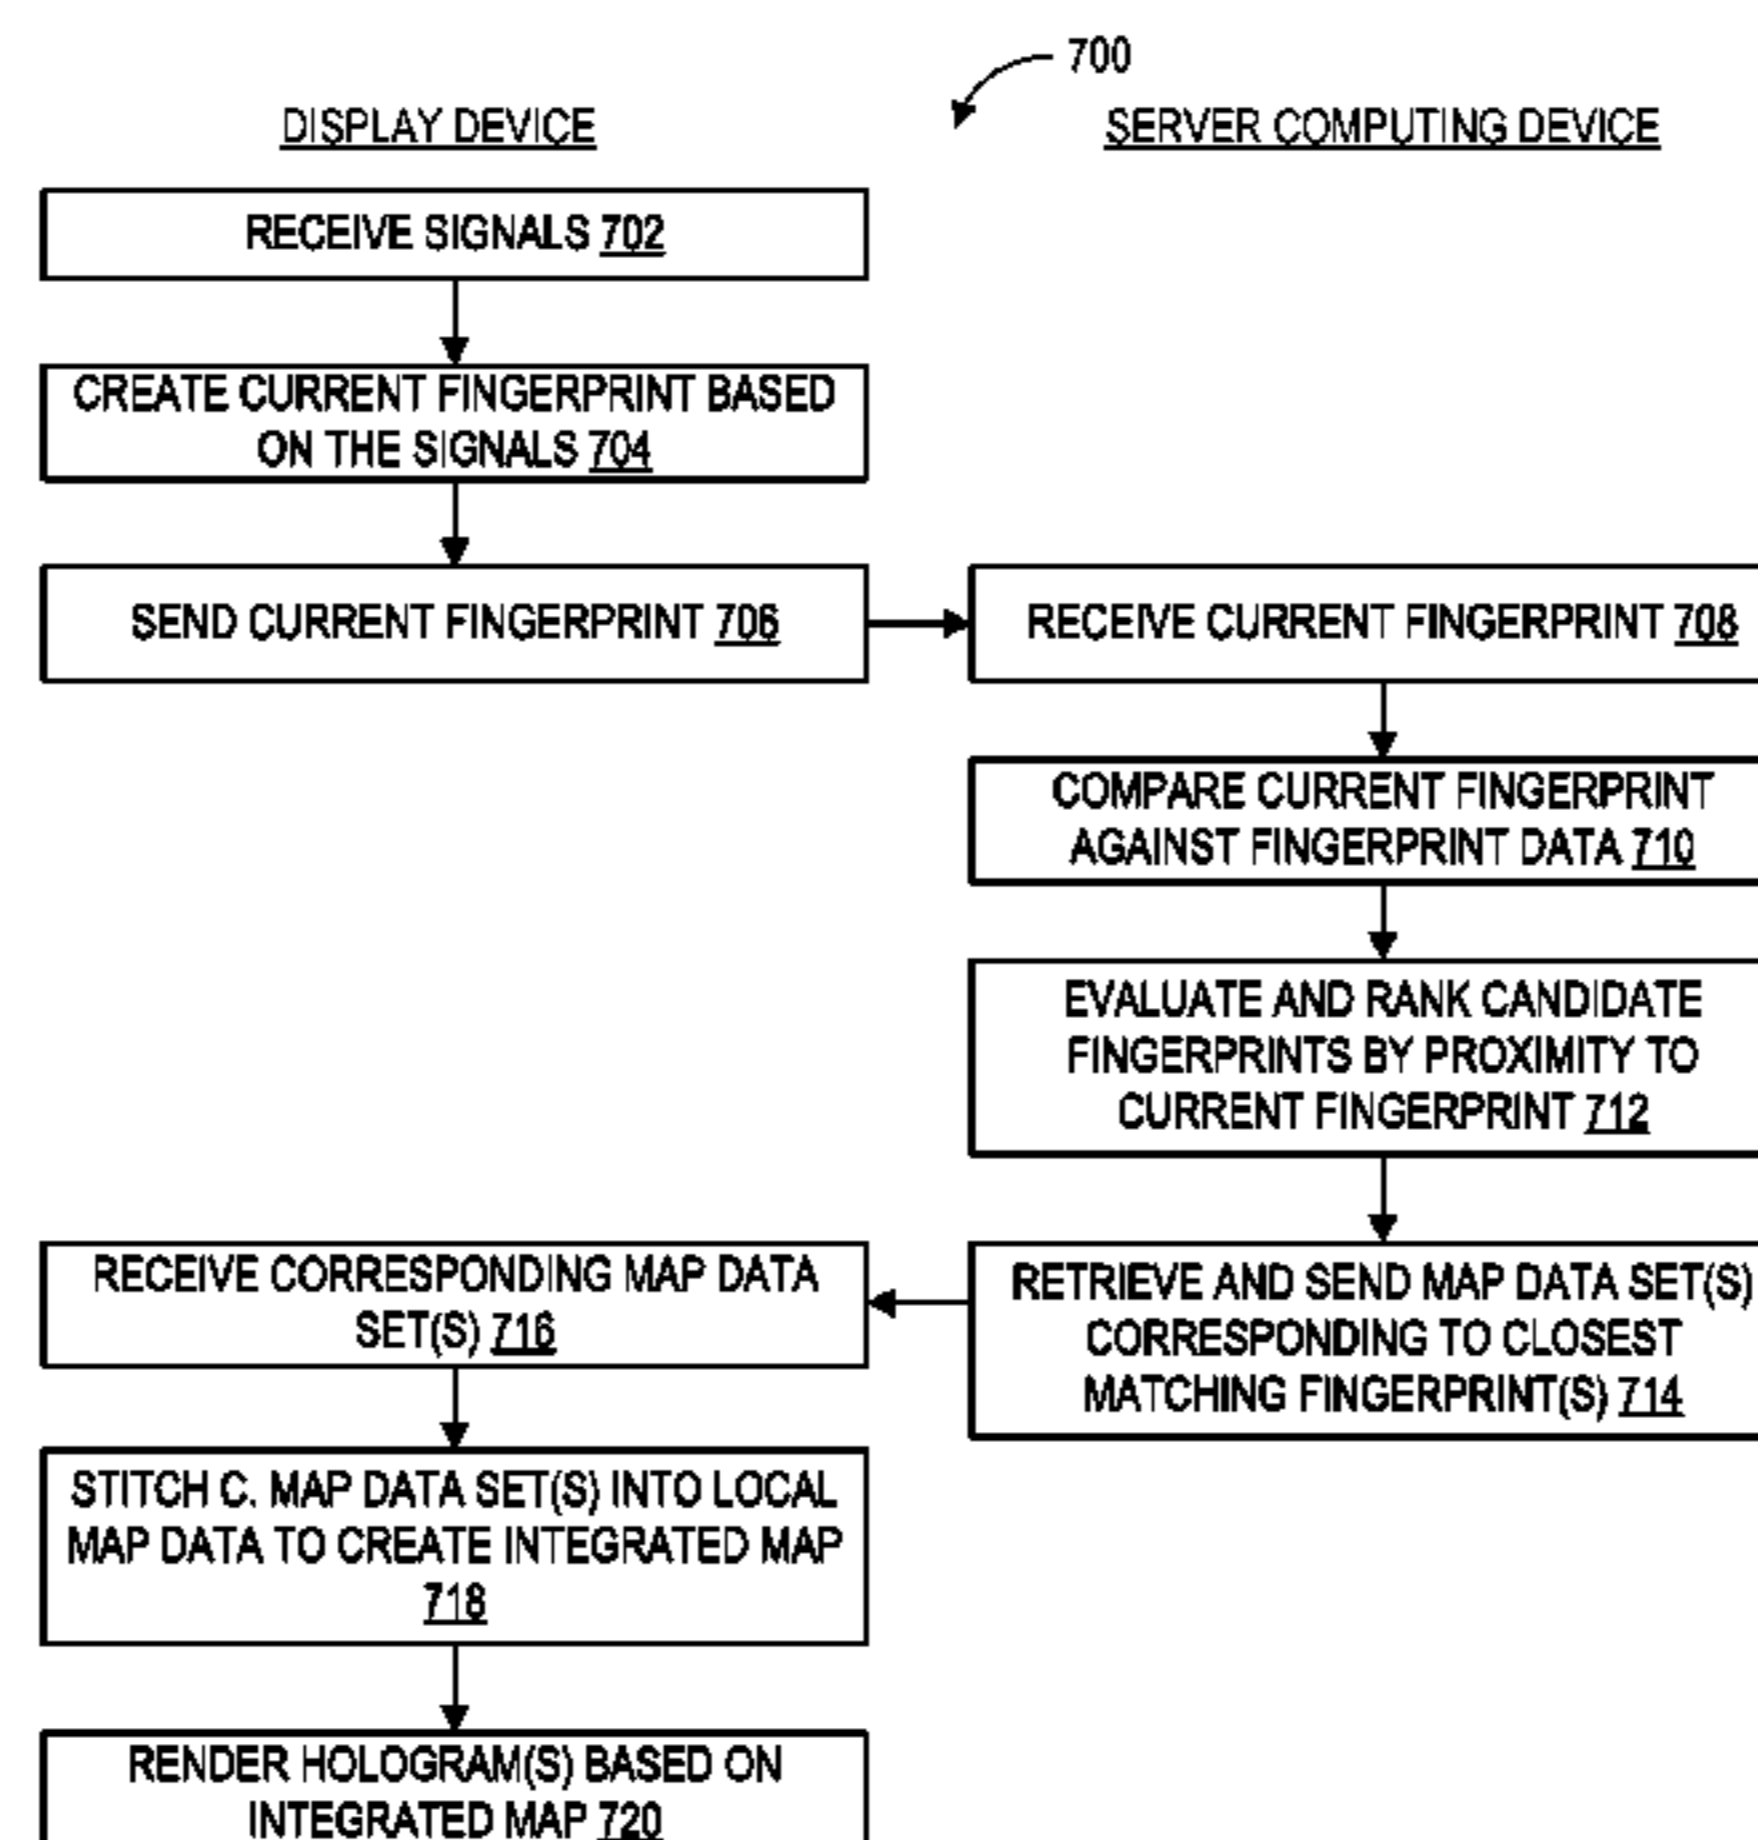 700
DISPLAY DEVICE
SERVER COMPUTING DEVICE
RECEIVE SIGNALS 702
CREATE CURRENT FINGERPRINT BASED
ON THE SIGNALS 704
SEND CURRENT FINGERPRINT 706
RECEIVE CURRENT FINGERPRINT 708
COMPARE CURRENT FINGERPRINT
AGAINST FINGERPRINT DATA 710
EVALUATE AND RANK CANDIDATE
FINGERPRINTS BY PROXIMITY TO
CURRENT FINGERPRINT 712
RETRIEVE AND SEND MAP DATA SET(S)
CORRESPONDING TO CLOSEST
MATCHING FINGERPRINT(S) 714
RECEIVE CORRESPONDING MAP DATA
SET(S) 716
STITCH C. MAP DATA SET(S) INTO LOCAL
MAP DATA TO CREATE INTEGRATED MAP
718
RENDER HOLOGRAM(S) BASED ON
INTEGRATED MAP 720